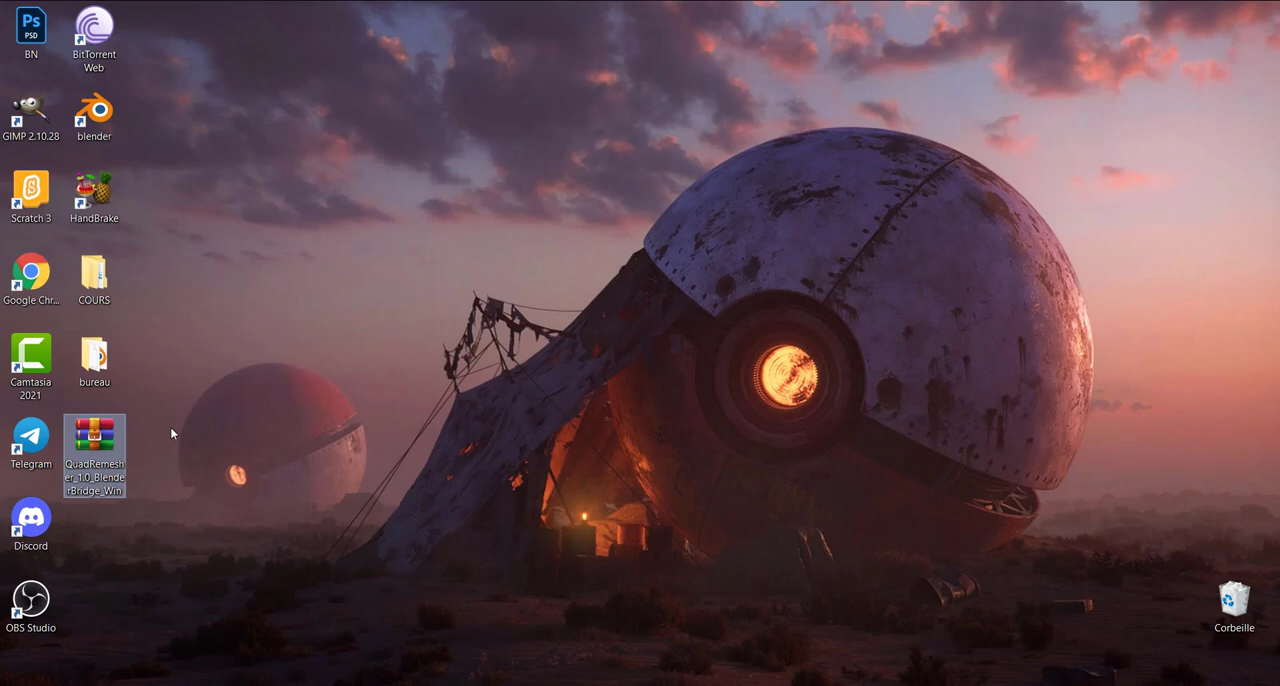 Ps
PSD
BN
BitTorrent
Web
GIMP 2.10.28
blender
Scratch 3
HandBrake
Google Chr...
COURS
Camtasia
2021
bureau
Telegram
QuadRemesh
er_1.0_Blende
rBridge_Win
Discord
OBS Studio
Corbeille